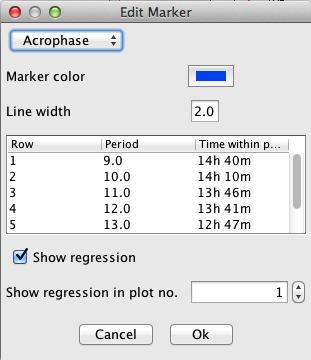 Edit Marker
Acrophase
Marker color
Line width 2.0
Row Period Time within p...
1 9.0 14h 40m
2 10.0 14h 10m
3 11.0 13h 46m
4 12.0 13h 41m
5 13.0 12h 47m
Show regression
Show regression in plot no. 1
Cancel Ok